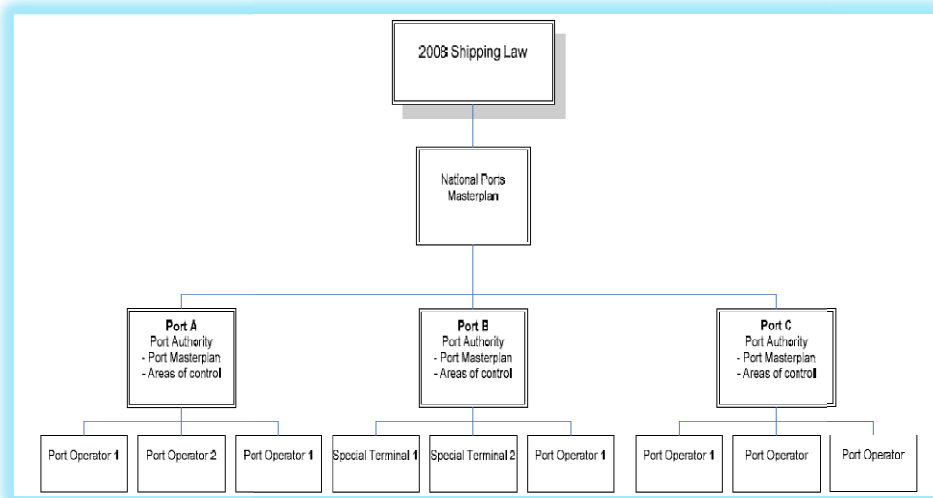 2008 Shipping Law
National Ports
Masterplan
Port A
Port Authority
- Port Masterplan
- Areas of control
Port B
Port Authority
- Port Masterplan
- Areas of control
Port C
Port Authority
- Port Masterplan
- Areas of control
Port Operator 1
Port Operator 2
Port Operator 1
Special Terminal 1
Special Terminal 2
Port Operator 1
Port Operator 1
Port Operator
Port Operator